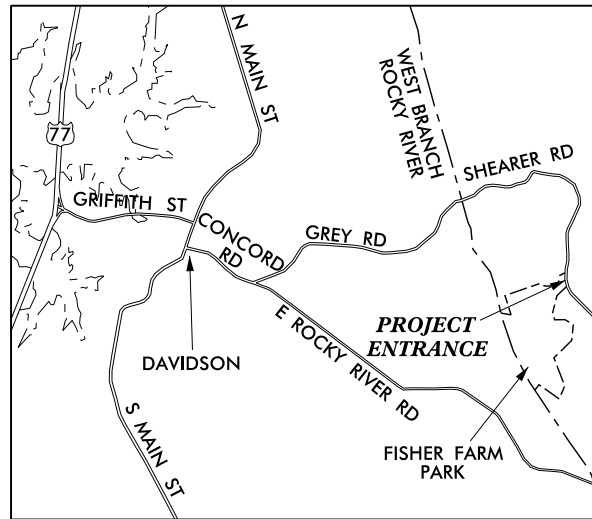 N MAIN ST
WEST BRANCH
ROCKY RIVER
77
SHEARER RD
GRIFFITH ST
CONCORD
RD
GREY RD
PROJECT
ENTRANCE
E ROCKY RIVER RD
DAVIDSON
S MAIN ST
FISHER FARM
PARK